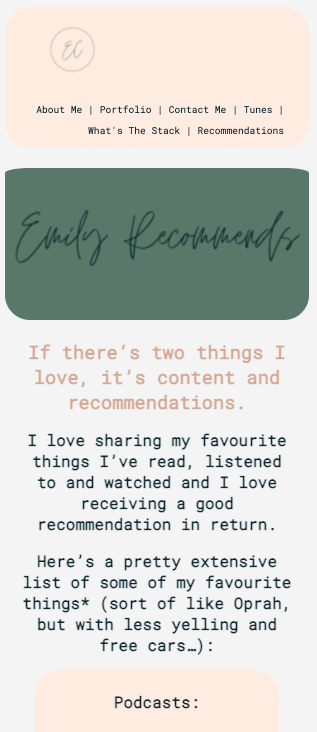 EC
About Me | Portfolio | Contact Me | Tunes |
What's The Stack | Recommendations
Emily Recommends
If there’s two things I
love, it’s content and
recommendations.
I love sharing my favourite
things I’ve read, listened
to and watched and I love
receiving a good
recommendation in return.
Here’s a pretty extensive
list of some of my favourite
things* (sort of like Oprah,
but with less yelling and
free cars…):
Podcasts: